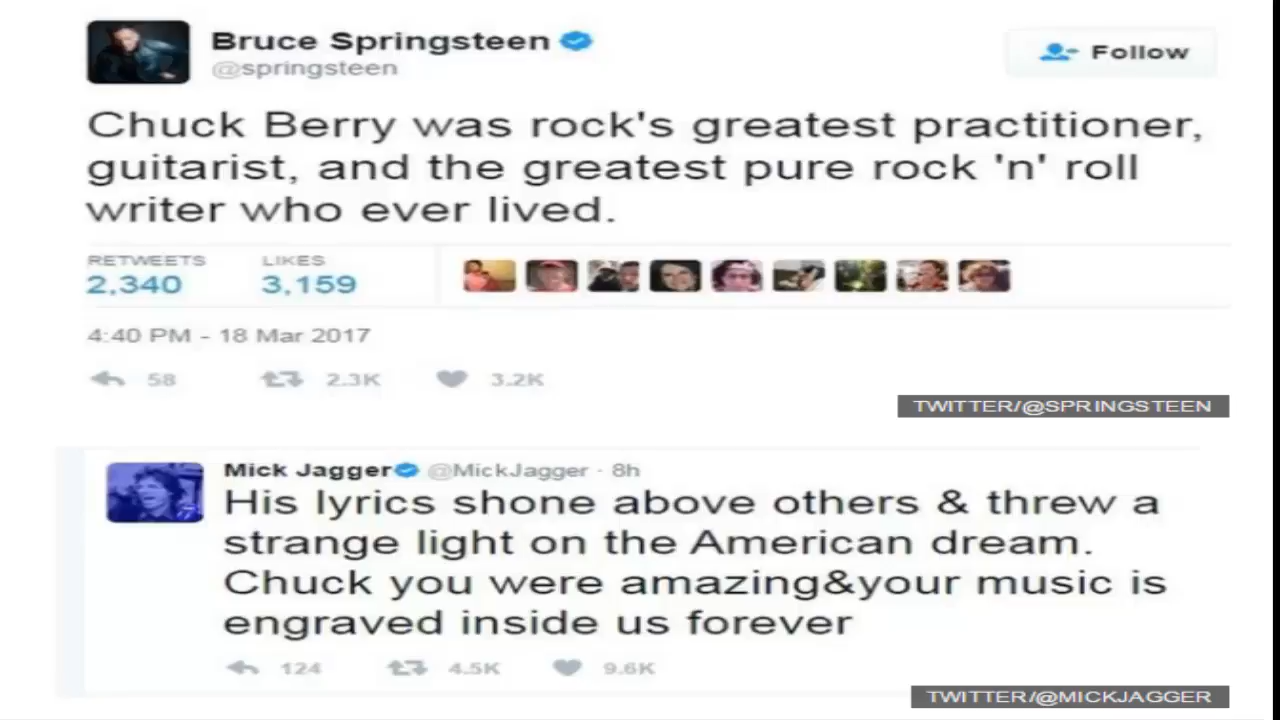 Bruce Springsteen
@springsteen
Follow
Chuck Berry was rock's greatest practitioner,
guitarist, and the greatest pure rock 'n' roll
writer who ever lived.
RETWEETS LIKES
2,340 3,159
4:40 PM - 18 Mar 2017
58 2.3K 3.2K
TWITTER/@SPRINGSTEEN
Mick Jagger @MickJagger · 8h
His lyrics shone above others & threw a
strange light on the American dream.
Chuck you were amazing&your music is
engraved inside us forever
124 4.5K 9.6K
TWITTER/@MICKJAGGER